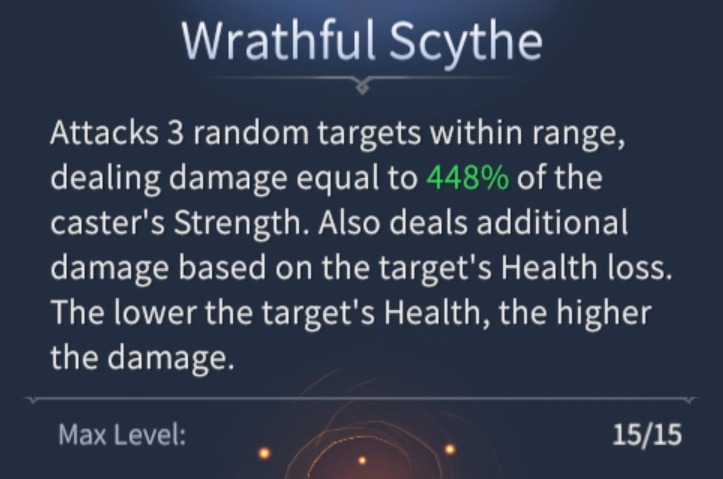 Wrathful Scythe
Attacks 3 random targets within range,
dealing damage equal to 448% of the
caster's Strength. Also deals additional
damage based on the target's Health loss.
The lower the target's Health, the higher
the damage.
Max Level: 15/15